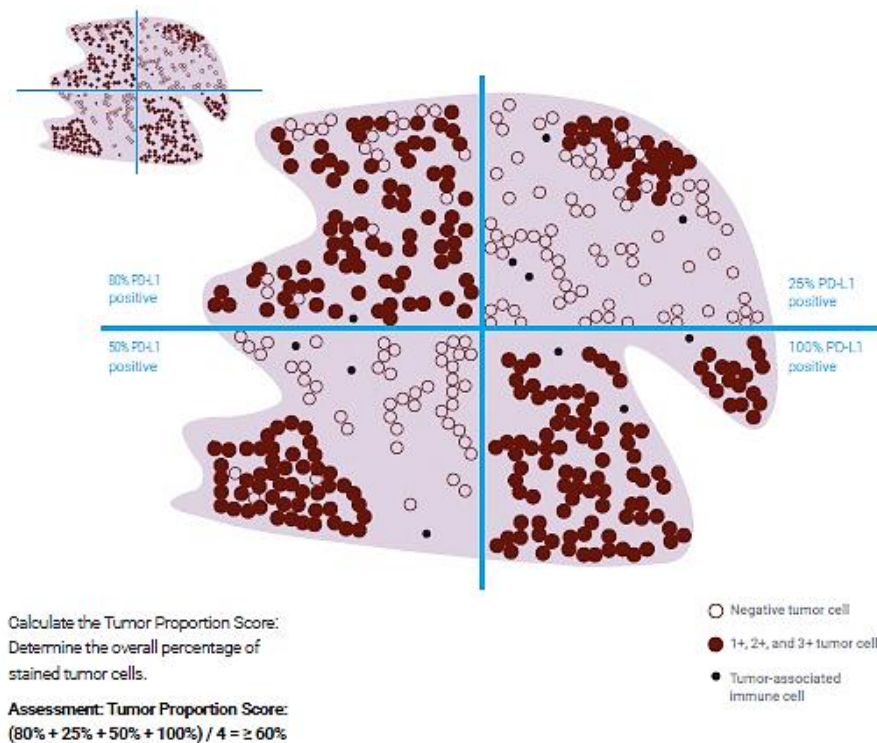 80% PD-L1
positive
25% PD-L1
positive
50% PD-L1
positive
100% PD-L1
positive
Calculate the Tumor Proportion Score:
Determine the overall percentage of
stained tumor cells.
Assessment: Tumor Proportion Score:
(80% + 25% + 50% + 100%) / 4 = ≥ 60%
Negative tumor cell
1+, 2+, and 3+ tumor cell
Tumor-associated
immune cell